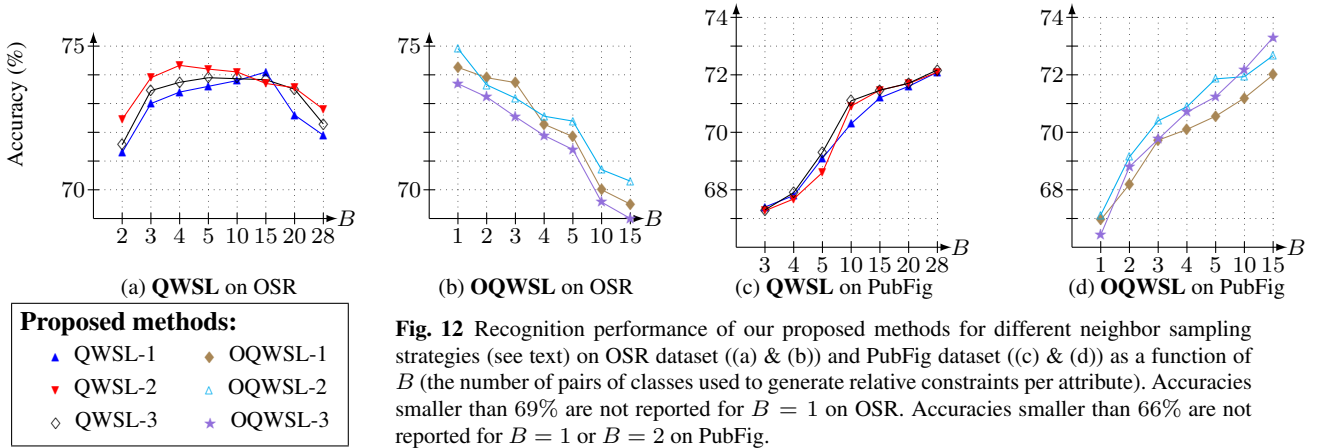 Accuracy (%)
75
70
B
2 3 4 5 10 15 20 28
(a) QWSL on OSR
75
70
B
1 2 3 4 5 10 15
(b) OQWSL on OSR
74
72
70
68
B
3 4 5 10 15 20 28
(c) QWSL on PubFig
74
72
70
68
B
1 2 3 4 5 10 15
(d) OQWSL on PubFig
Proposed methods:
QWSL-1 OQWSL-1
QWSL-2 OQWSL-2
QWSL-3 OQWSL-3
Fig. 12 Recognition performance of our proposed methods for different neighbor sampling
strategies (see text) on OSR dataset ((a) & (b)) and PubFig dataset ((c) & (d)) as a function of
B (the number of pairs of classes used to generate relative constraints per attribute). Accuracies
smaller than 69% are not reported for B = 1 on OSR. Accuracies smaller than 66% are not
reported for B = 1 or B = 2 on PubFig.